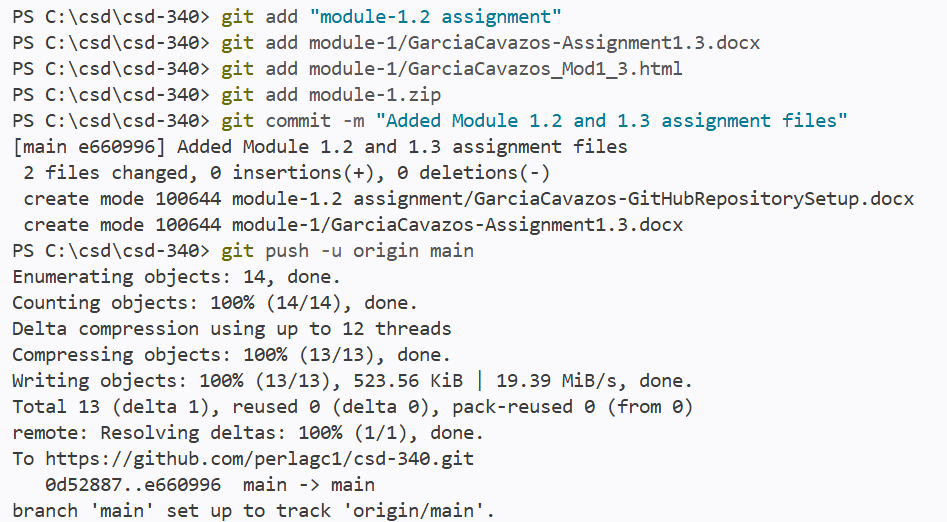 PS C:\csd\csd-340> git add "module-1.2 assignment"
PS C:\csd\csd-340> git add module-1/GarciaCavazos-Assignment1.3.docx
PS C:\csd\csd-340> git add module-1/GarciaCavazos_Mod1_3.html
PS C:\csd\csd-340> git add module-1.zip
PS C:\csd\csd-340> git commit -m "Added Module 1.2 and 1.3 assignment files"
[main e660996] Added Module 1.2 and 1.3 assignment files
 2 files changed, 0 insertions(+), 0 deletions(-)
 create mode 100644 module-1.2 assignment/GarciaCavazos-GitHubRepositorySetup.docx
 create mode 100644 module-1/GarciaCavazos-Assignment1.3.docx
PS C:\csd\csd-340> git push -u origin main
Enumerating objects: 14, done.
Counting objects: 100% (14/14), done.
Delta compression using up to 12 threads
Compressing objects: 100% (13/13), done.
Writing objects: 100% (13/13), 523.56 KiB | 19.39 MiB/s, done.
Total 13 (delta 1), reused 0 (delta 0), pack-reused 0 (from 0)
remote: Resolving deltas: 100% (1/1), done.
To https://github.com/perlagc1/csd-340.git
   0d52887..e660996  main -> main
branch 'main' set up to track 'origin/main'.